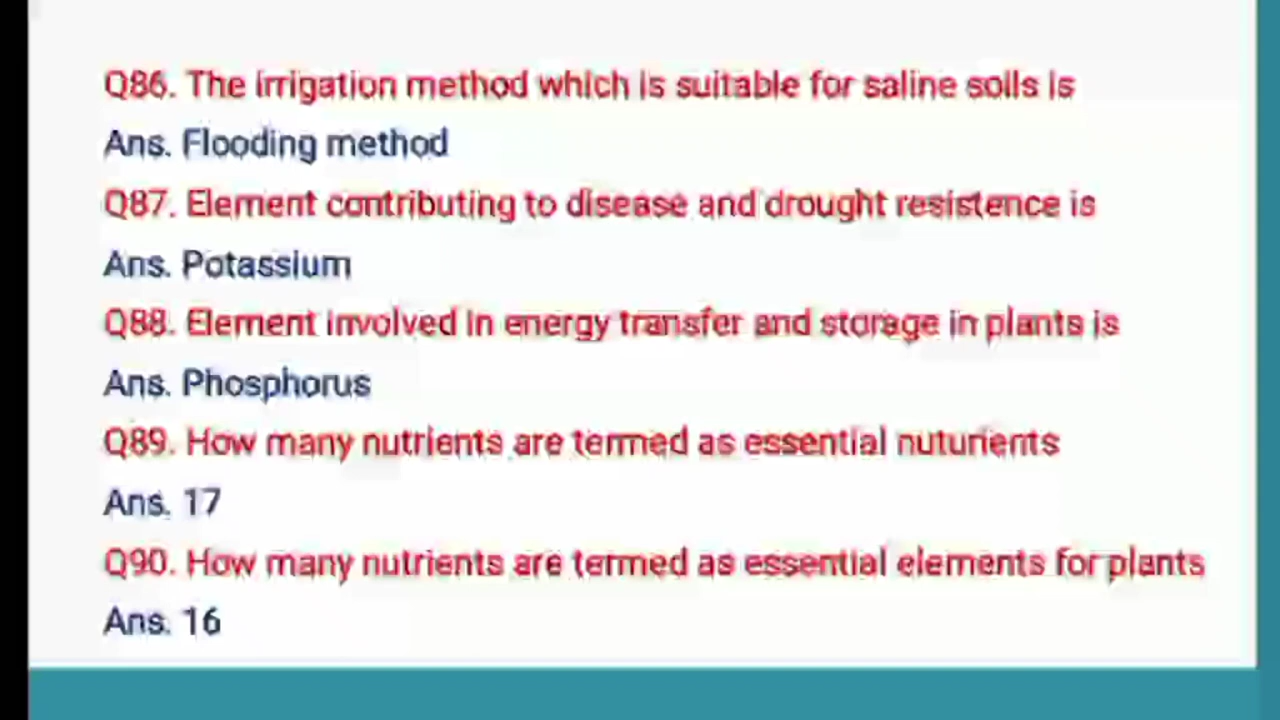 Q86. The irrigation method which is suitable for saline soils is
Ans. Flooding method
Q87. Element contributing to disease and drought resistence is
Ans. Potassium
Q88. Element involved in energy transfer and storage in plants is
Ans. Phosphorus
Q89. How many nutrients are termed as essential nuturients
Ans. 17
Q90. How many nutrients are termed as essential elements for plants
Ans. 16